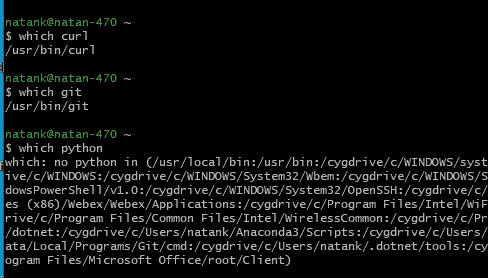 natank@natan-470 ~
$ which curl
/usr/bin/curl
natank@natan-470 ~
$ which git
/usr/bin/git
natank@natan-470 ~
$ which python
which: no python in (/usr/local/bin:/usr/bin:/cygdrive/c/WINDOWS/syst
ive/c/WINDOWS:/cygdrive/c/WINDOWS/System32/Wbem:/cygdrive/c/WINDOWS/S
dowsPowerShell/v1.0:/cygdrive/c/WINDOWS/System32/OpenSSH:/cygdrive/c/
es (x86)/Webex/Webex/Applications:/cygdrive/c/Program Files/Intel/WiF
rive/c/Program Files/Common Files/Intel/WirelessCommon:/cygdrive/c/Pr
/dotnet:/cygdrive/c/Users/natank/Anaconda3/Scripts:/cygdrive/c/Users/
ata/Local/Programs/Git/cmd:/cygdrive/c/Users/natank/.dotnet/tools:/cy
ogram Files/Microsoft Office/root/Client)